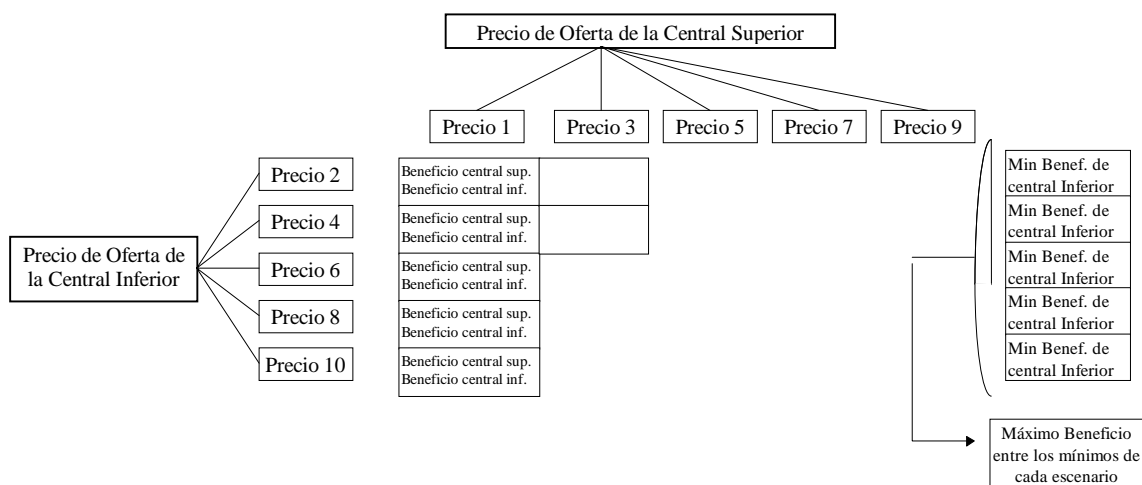 Precio de Oferta de la Central Superior
Precio 1
Precio 3
Precio 5
Precio 7
Precio 9
Precio de Oferta de
la Central Inferior
Precio 2
Beneficio central sup.
Beneficio central inf.
Min Benef. de
central Inferior
Precio 4
Beneficio central sup.
Beneficio central inf.
Min Benef. de
central Inferior
Precio 6
Beneficio central sup.
Beneficio central inf.
Min Benef. de
central Inferior
Precio 8
Beneficio central sup.
Beneficio central inf.
Min Benef. de
central Inferior
Precio 10
Beneficio central sup.
Beneficio central inf.
Min Benef. de
central Inferior
Máximo Beneficio
entre los mínimos de
cada escenario